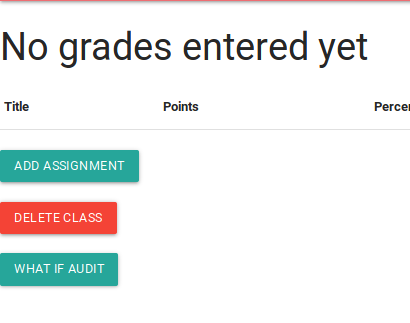 No grades entered yet
Title Points
ADD ASSIGNMENT
DELETE CLASS
WHAT IF AUDIT